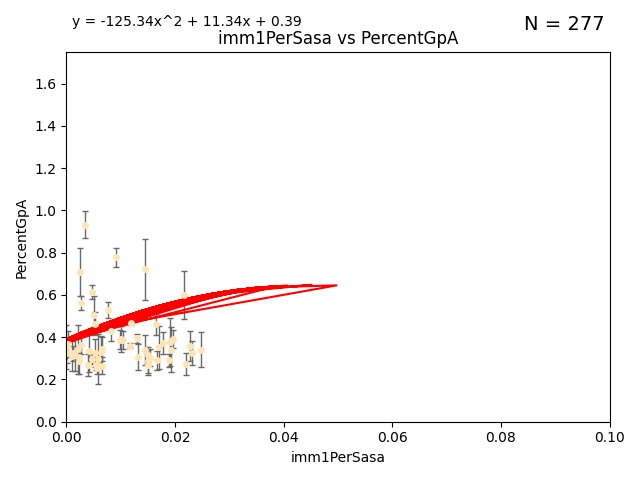 y = -125.34x^2 + 11.34x + 0.39
N = 277
imm1PerSasa vs PercentGpA
PercentGpA
1.6
1.4
1.2
1.0
0.8
0.6
0.4
0.2
0.0
0.00 0.02 0.04 0.06 0.08 0.10
imm1PerSasa